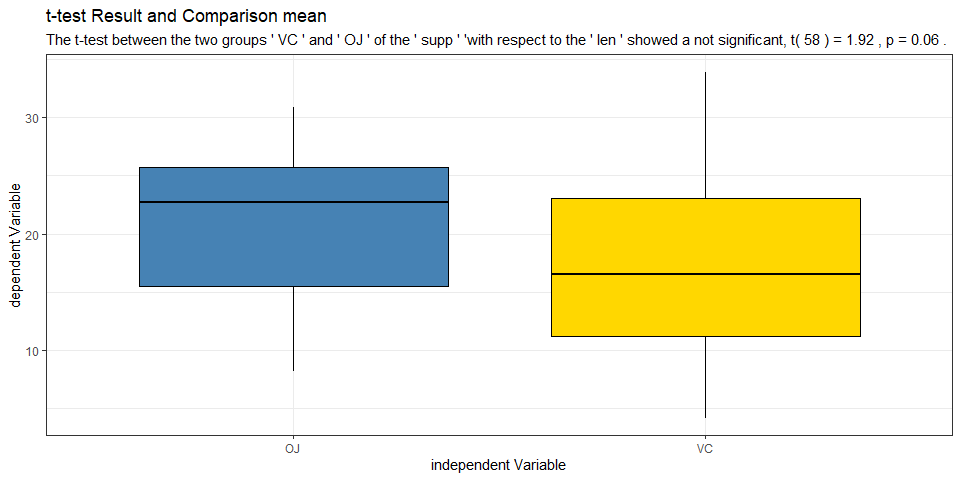 t-test Result and Comparison mean
The t-test between the two groups ' VC ' and ' OJ ' of the ' supp ' 'with respect to the ' len ' showed a not significant, t( 58 ) = 1.92 , p = 0.06 .
30
20
10
dependent Variable
OJ
VC
independent Variable